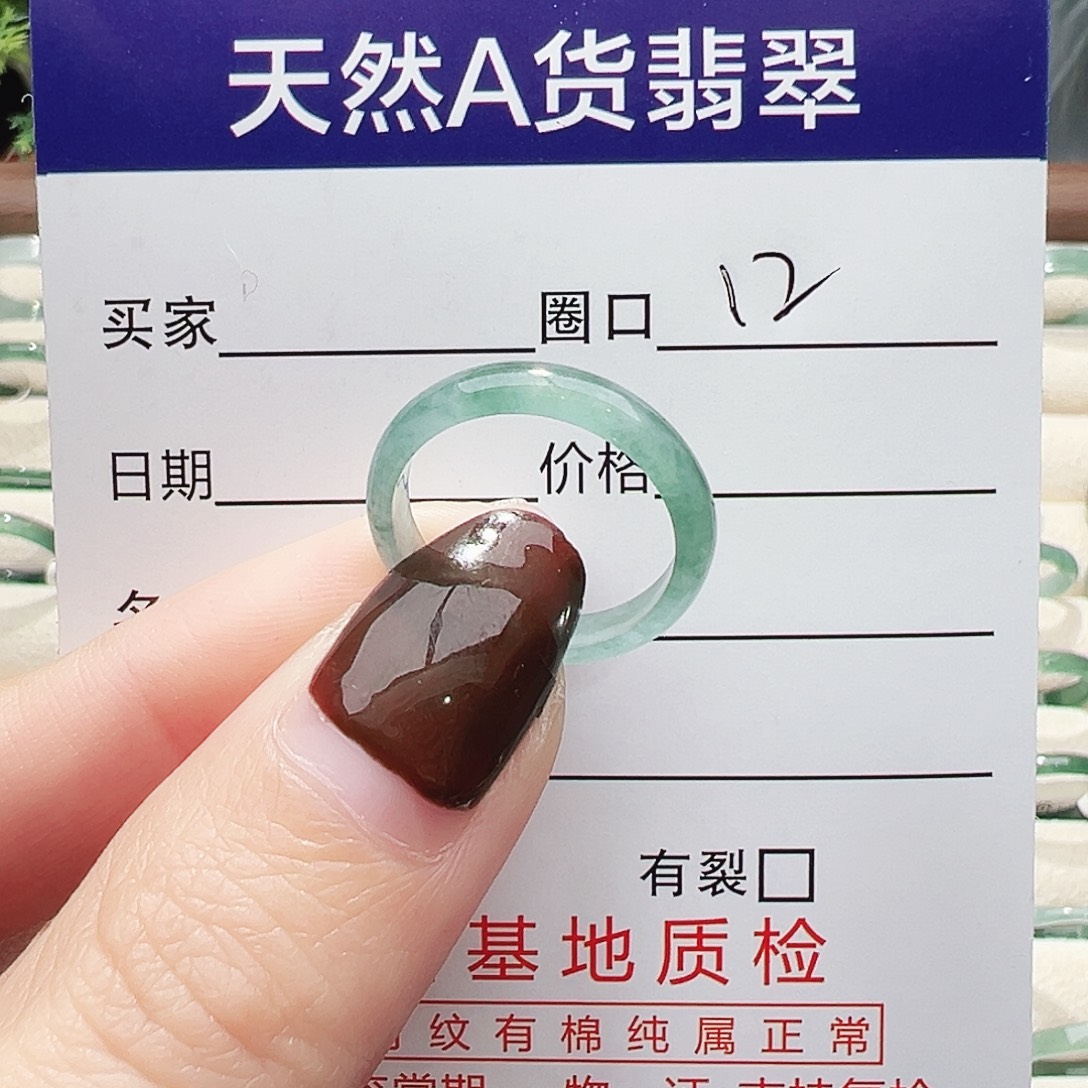 天然A货翡翠
买家 圈口 12
日期 价格
有裂□
基地质检
纹有棉纯属正常